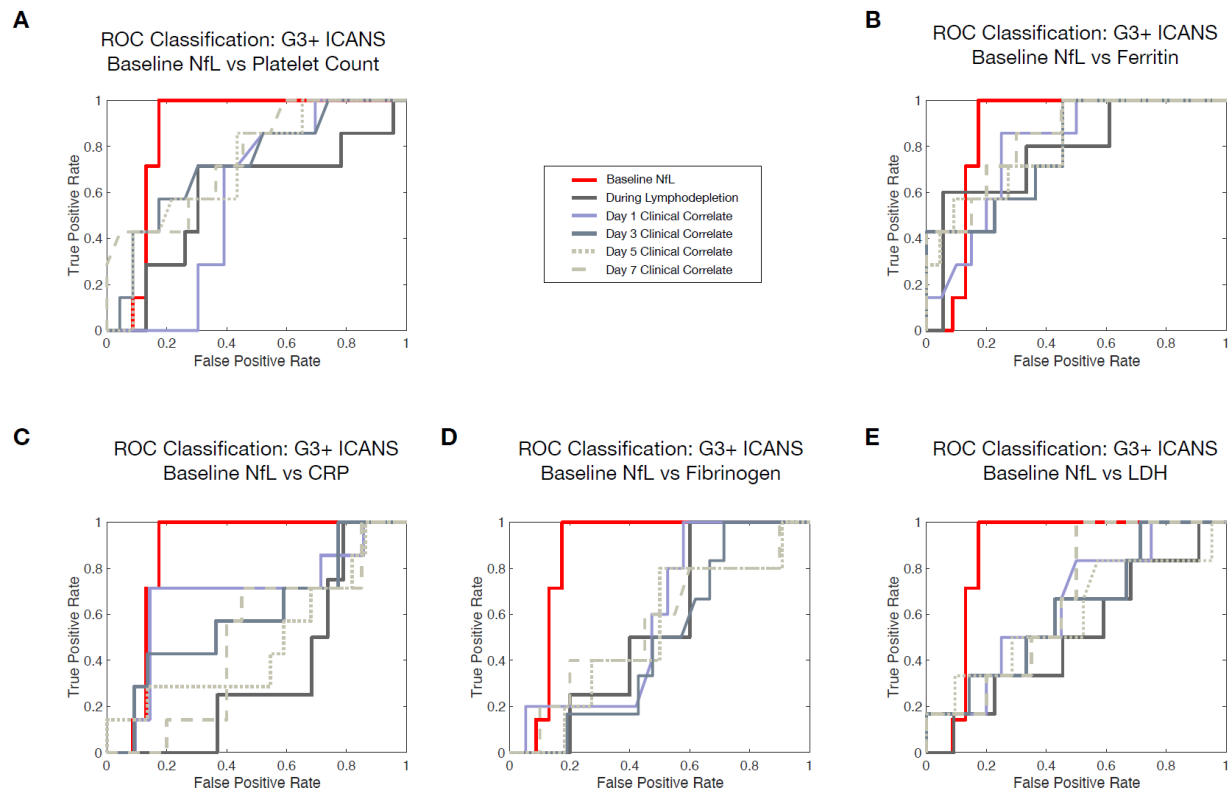 A
ROC Classification: G3+ ICANS
Baseline NfL vs Platelet Count
True Positive Rate
1
0.8
0.6
0.4
0.2
0
0
0.2
0.4
0.6
0.8
1
False Positive Rate
Baseline NfL
During Lymphodepletion
Day 1 Clinical Correlate
Day 3 Clinical Correlate
Day 5 Clinical Correlate
Day 7 Clinical Correlate
B
ROC Classification: G3+ ICANS
Baseline NfL vs Ferritin
True Positive Rate
1
0.8
0.6
0.4
0.2
0
0
0.2
0.4
0.6
0.8
1
False Positive Rate
C
ROC Classification: G3+ ICANS
Baseline NfL vs CRP
True Positive Rate
1
0.8
0.6
0.4
0.2
0
0
0.2
0.4
0.6
0.8
1
False Positive Rate
D
ROC Classification: G3+ ICANS
Baseline NfL vs Fibrinogen
True Positive Rate
1
0.8
0.6
0.4
0.2
0
0
0.2
0.4
0.6
0.8
1
False Positive Rate
E
ROC Classification: G3+ ICANS
Baseline NfL vs LDH
True Positive Rate
1
0.8
0.6
0.4
0.2
0
0
0.2
0.4
0.6
0.8
1
False Positive Rate